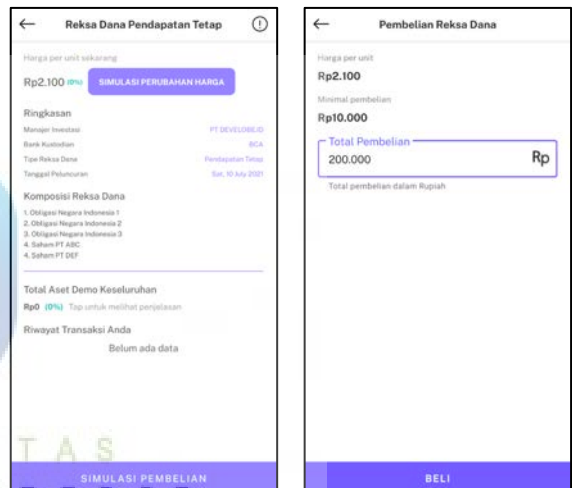 Reksa Dana Pendapatan Tetap
Harga per unit sekarang
Rp2.100 (0%) SIMULASI PERUBAHAN HARGA
Ringkasan
Manajer Investasi PT DEVELOBE.ID
Bank Kustodian BCA
Tipe Reksa Dana Pendapatan Tetap
Tanggal Peluncuran Sat, 10 July 2021
Komposisi Reksa Dana
1. Obligasi Negara Indonesia 1
2. Obligasi Negara Indonesia 2
3. Obligasi Negara Indonesia 3
4. Saham PT ABC
4. Saham PT DEF
Total Aset Demo Keseluruhan
Rp0 (0%) Tap untuk melihat penjelasan
Riwayat Transaksi Anda
Belum ada data
T A S
SIMULASI PEMBELIAN
Pembelian Reksa Dana
Harga per unit
Rp2.100
Minimal pembelian
Rp10.000
Total Pembelian
200.000 Rp
Total pembelian dalam Rupiah
BELI